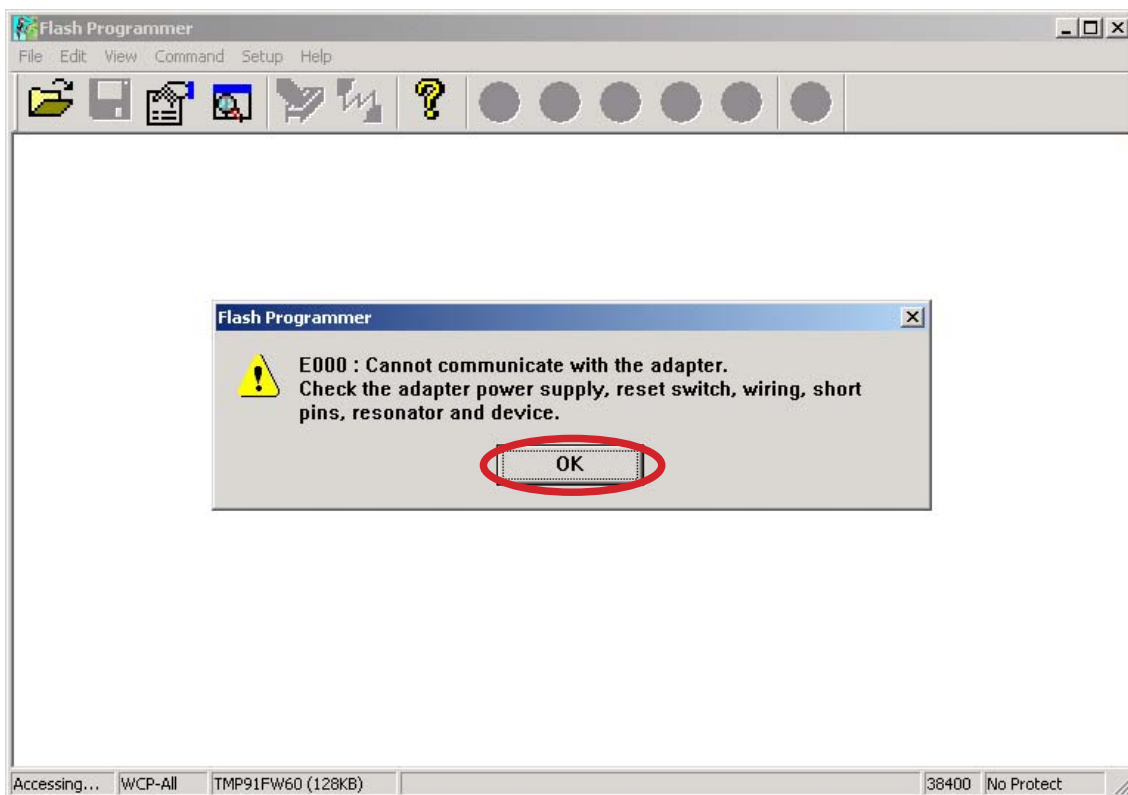 Flash Programmer
File Edit View Command Setup Help
Flash Programmer
E000 : Cannot communicate with the adapter.
Check the adapter power supply, reset switch, wiring, short
pins, resonator and device.
OK
Accessing... WCP-All TMP91FW60 (128KB) 38400 No Protect